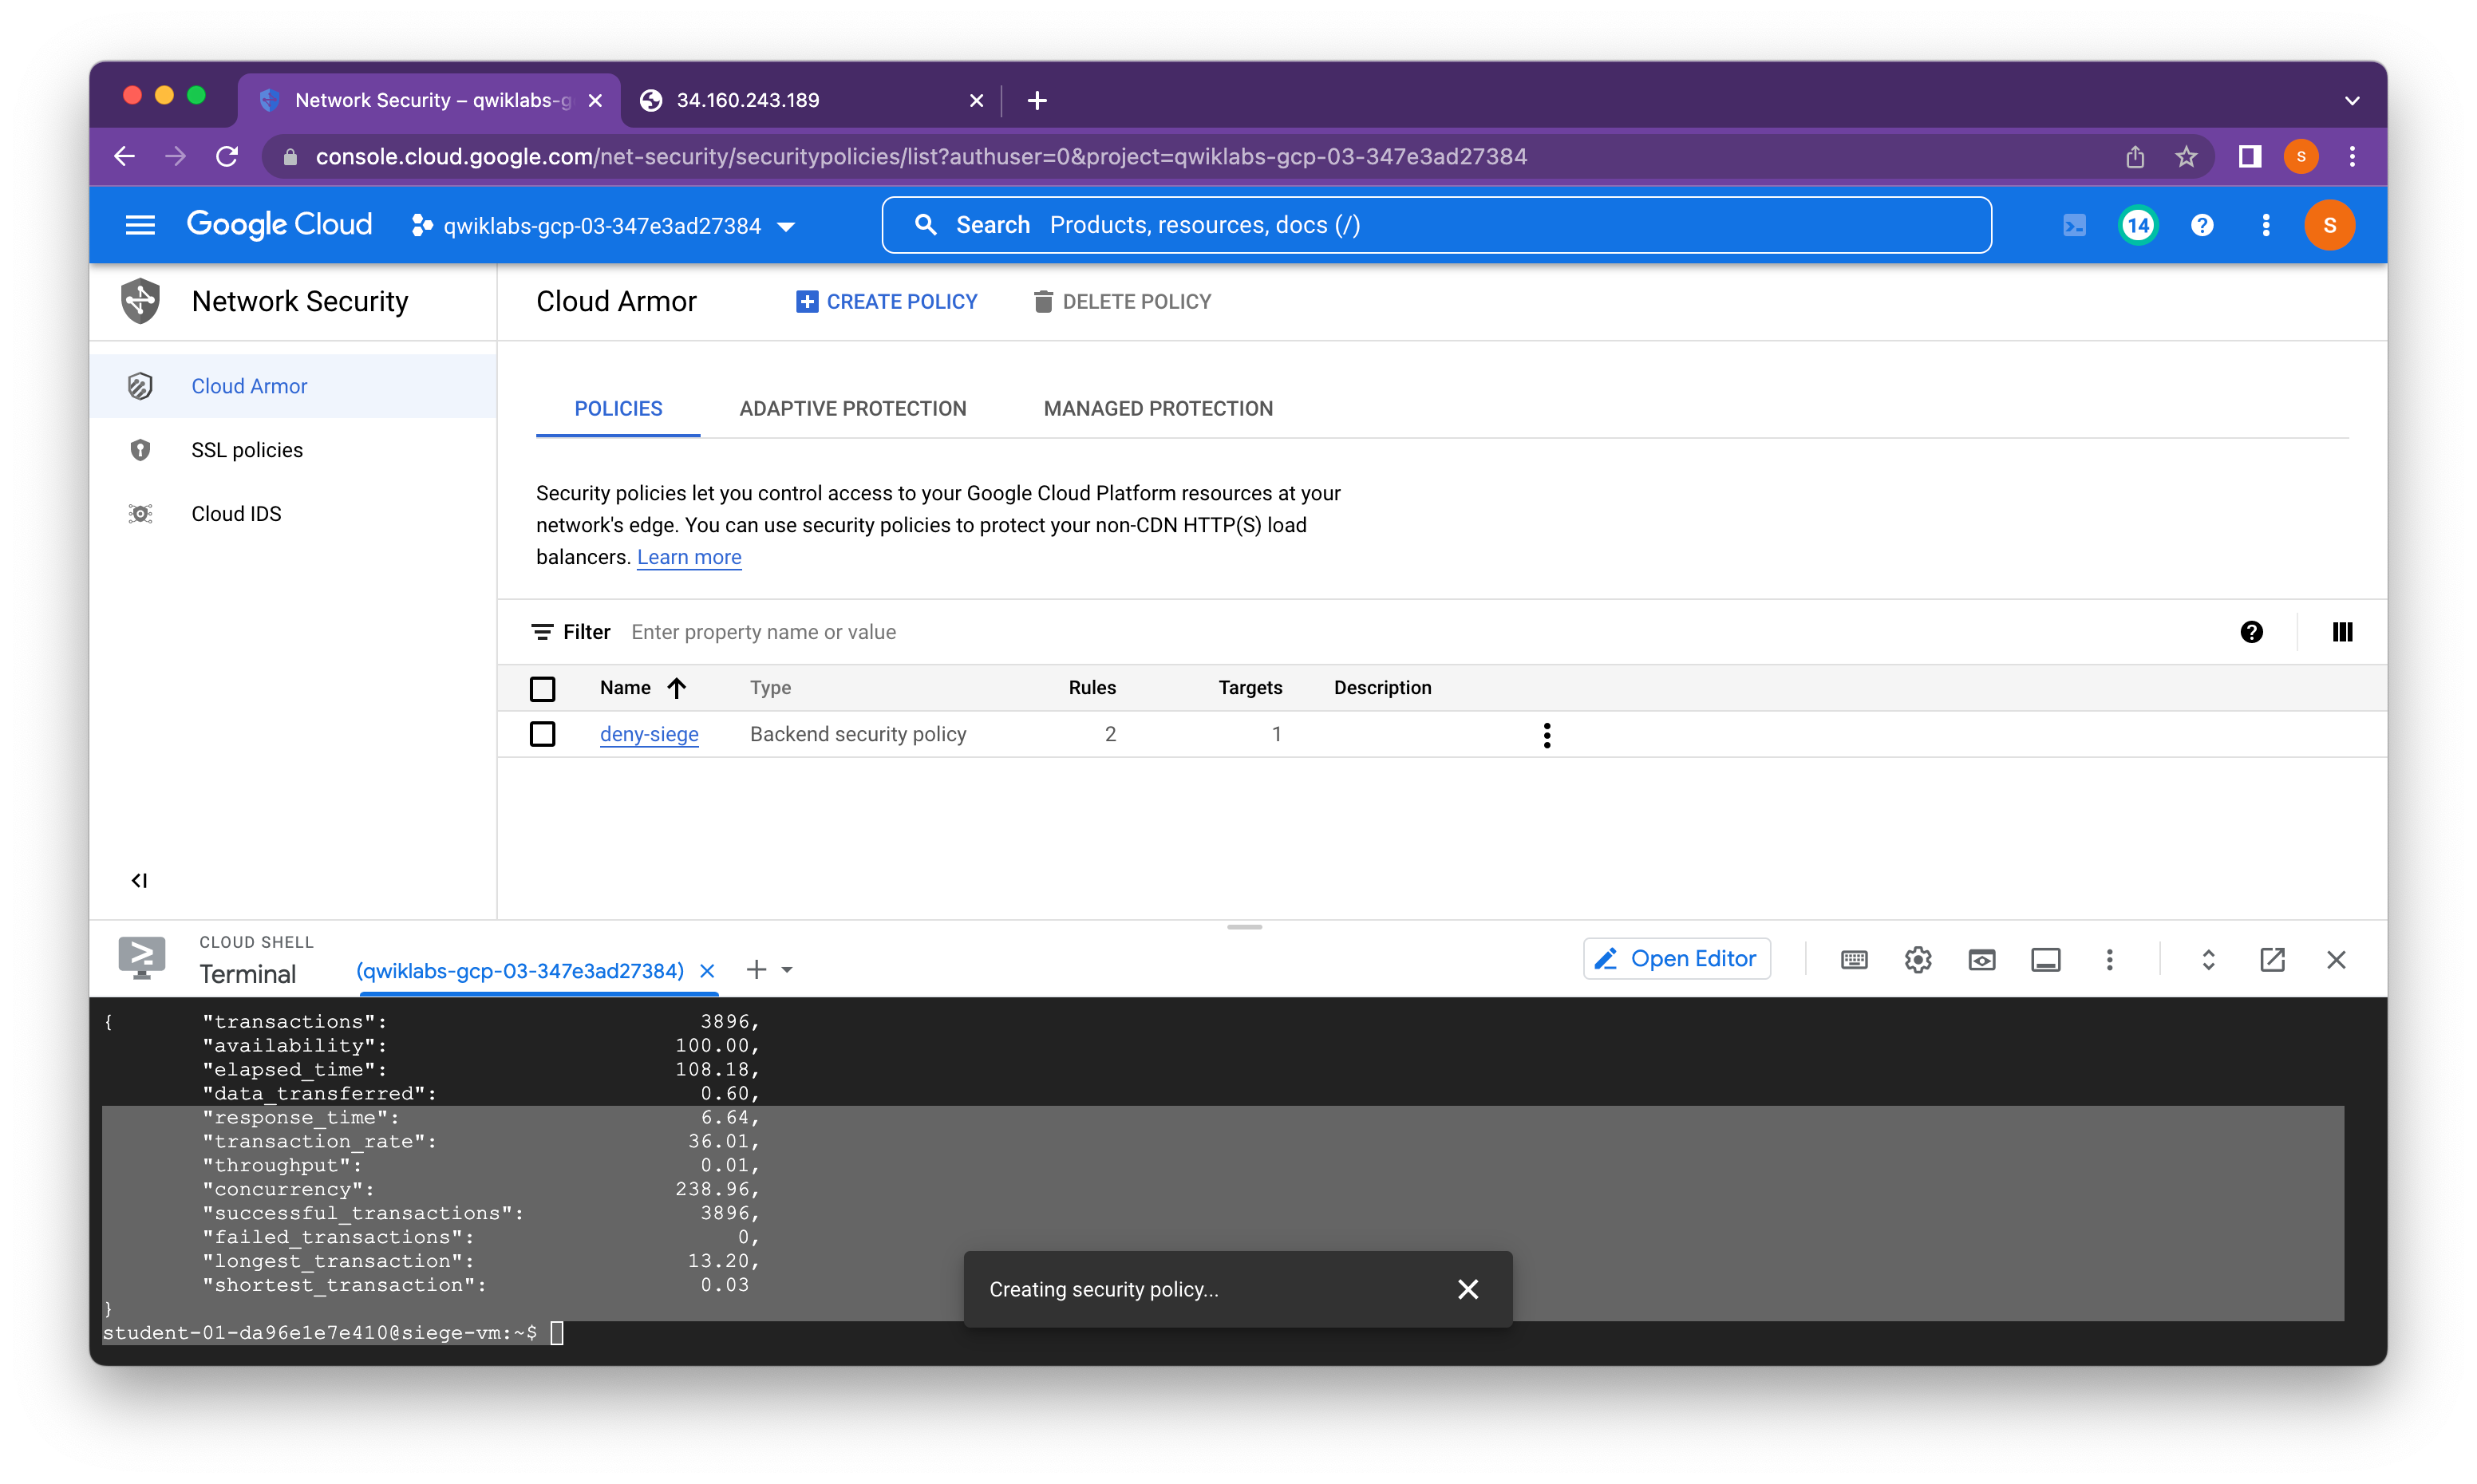 Network Security – qwiklabs-g
34.160.243.189
console.cloud.google.com/net-security/securitypolicies/list?authuser=0&project=qwiklabs-gcp-03-347e3ad27384
S
Google Cloud
qwiklabs-gcp-03-347e3ad27384
Search Products, resources, docs (/)
14
S
Network Security
Cloud Armor
CREATE POLICY
DELETE POLICY
Cloud Armor
SSL policies
Cloud IDS
POLICIES
ADAPTIVE PROTECTION
MANAGED PROTECTION
Security policies let you control access to your Google Cloud Platform resources at your
network's edge. You can use security policies to protect your non-CDN HTTP(S) load
balancers. Learn more
Filter Enter property name or value
Name Type Rules Targets Description
deny-siege Backend security policy 2 1
CLOUD SHELL
Terminal
(qwiklabs-gcp-03-347e3ad27384)
Open Editor
{ "transactions": 3896,
"availability": 100.00,
"elapsed_time": 108.18,
"data_transferred": 0.60,
"response_time": 6.64,
"transaction_rate": 36.01,
"throughput": 0.01,
"concurrency": 238.96,
"successful_transactions": 3896,
"failed_transactions": 0,
"longest_transaction": 13.20,
"shortest_transaction": 0.03
}
student-01-da96e1e7e410@siege-vm:~$
Creating security policy...